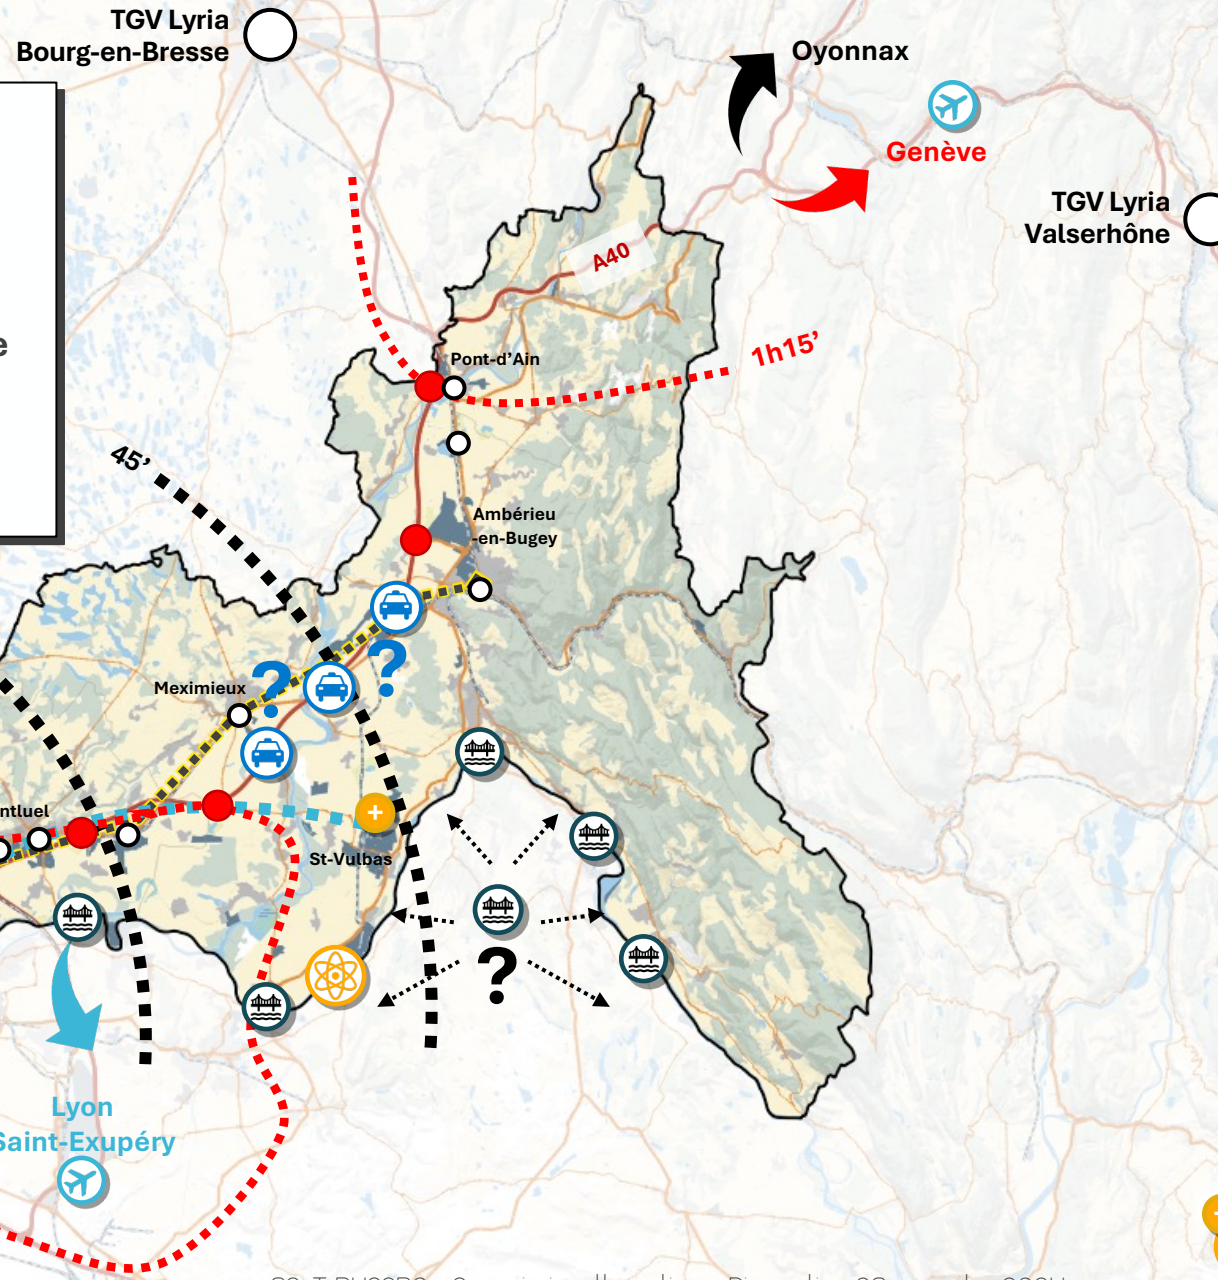 TGV Lyria
Bourg-en-Bresse
Oyonnax
Genève
TGV Lyria
Valserhône
A40
e
Pont-d'Ain
1h15'
45'
Ambérieu
-en-Bugey
?
?
Meximieux
ntluel
+
St-Vulbas
?
Lyon
Saint-Exupéry